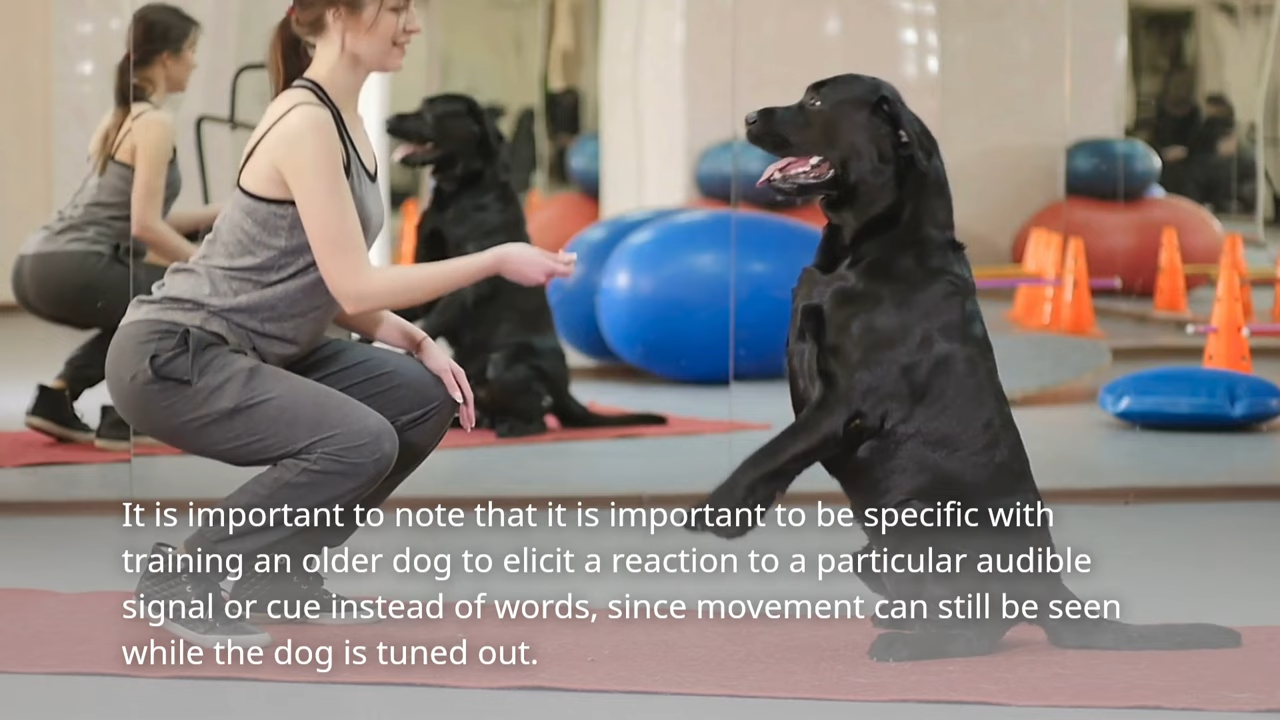 It is important to note that it is important to be specific with
training an older dog to elicit a reaction to a particular audible
signal or cue instead of words, since movement can still be seen
while the dog is tuned out.